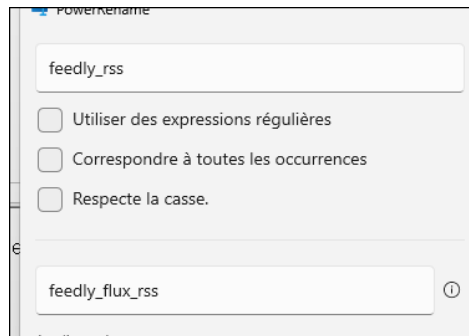 PowerRename
feedly_rss
Utiliser des expressions régulières
Correspondre à toutes les occurrences
Respecte la casse.
e
feedly_flux_rss